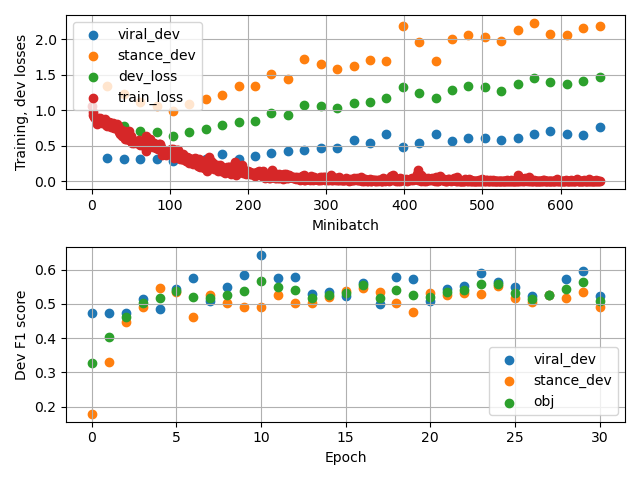 Training, dev losses
2.0
1.5
1.0
0.5
0.0
viral_dev
stance_dev
dev_loss
train_loss
0
100
200
300
400
500
600
Minibatch
Dev F1 score
0.6
0.5
0.4
0.3
0.2
viral_dev
stance_dev
obj
0
5
10
15
20
25
30
Epoch